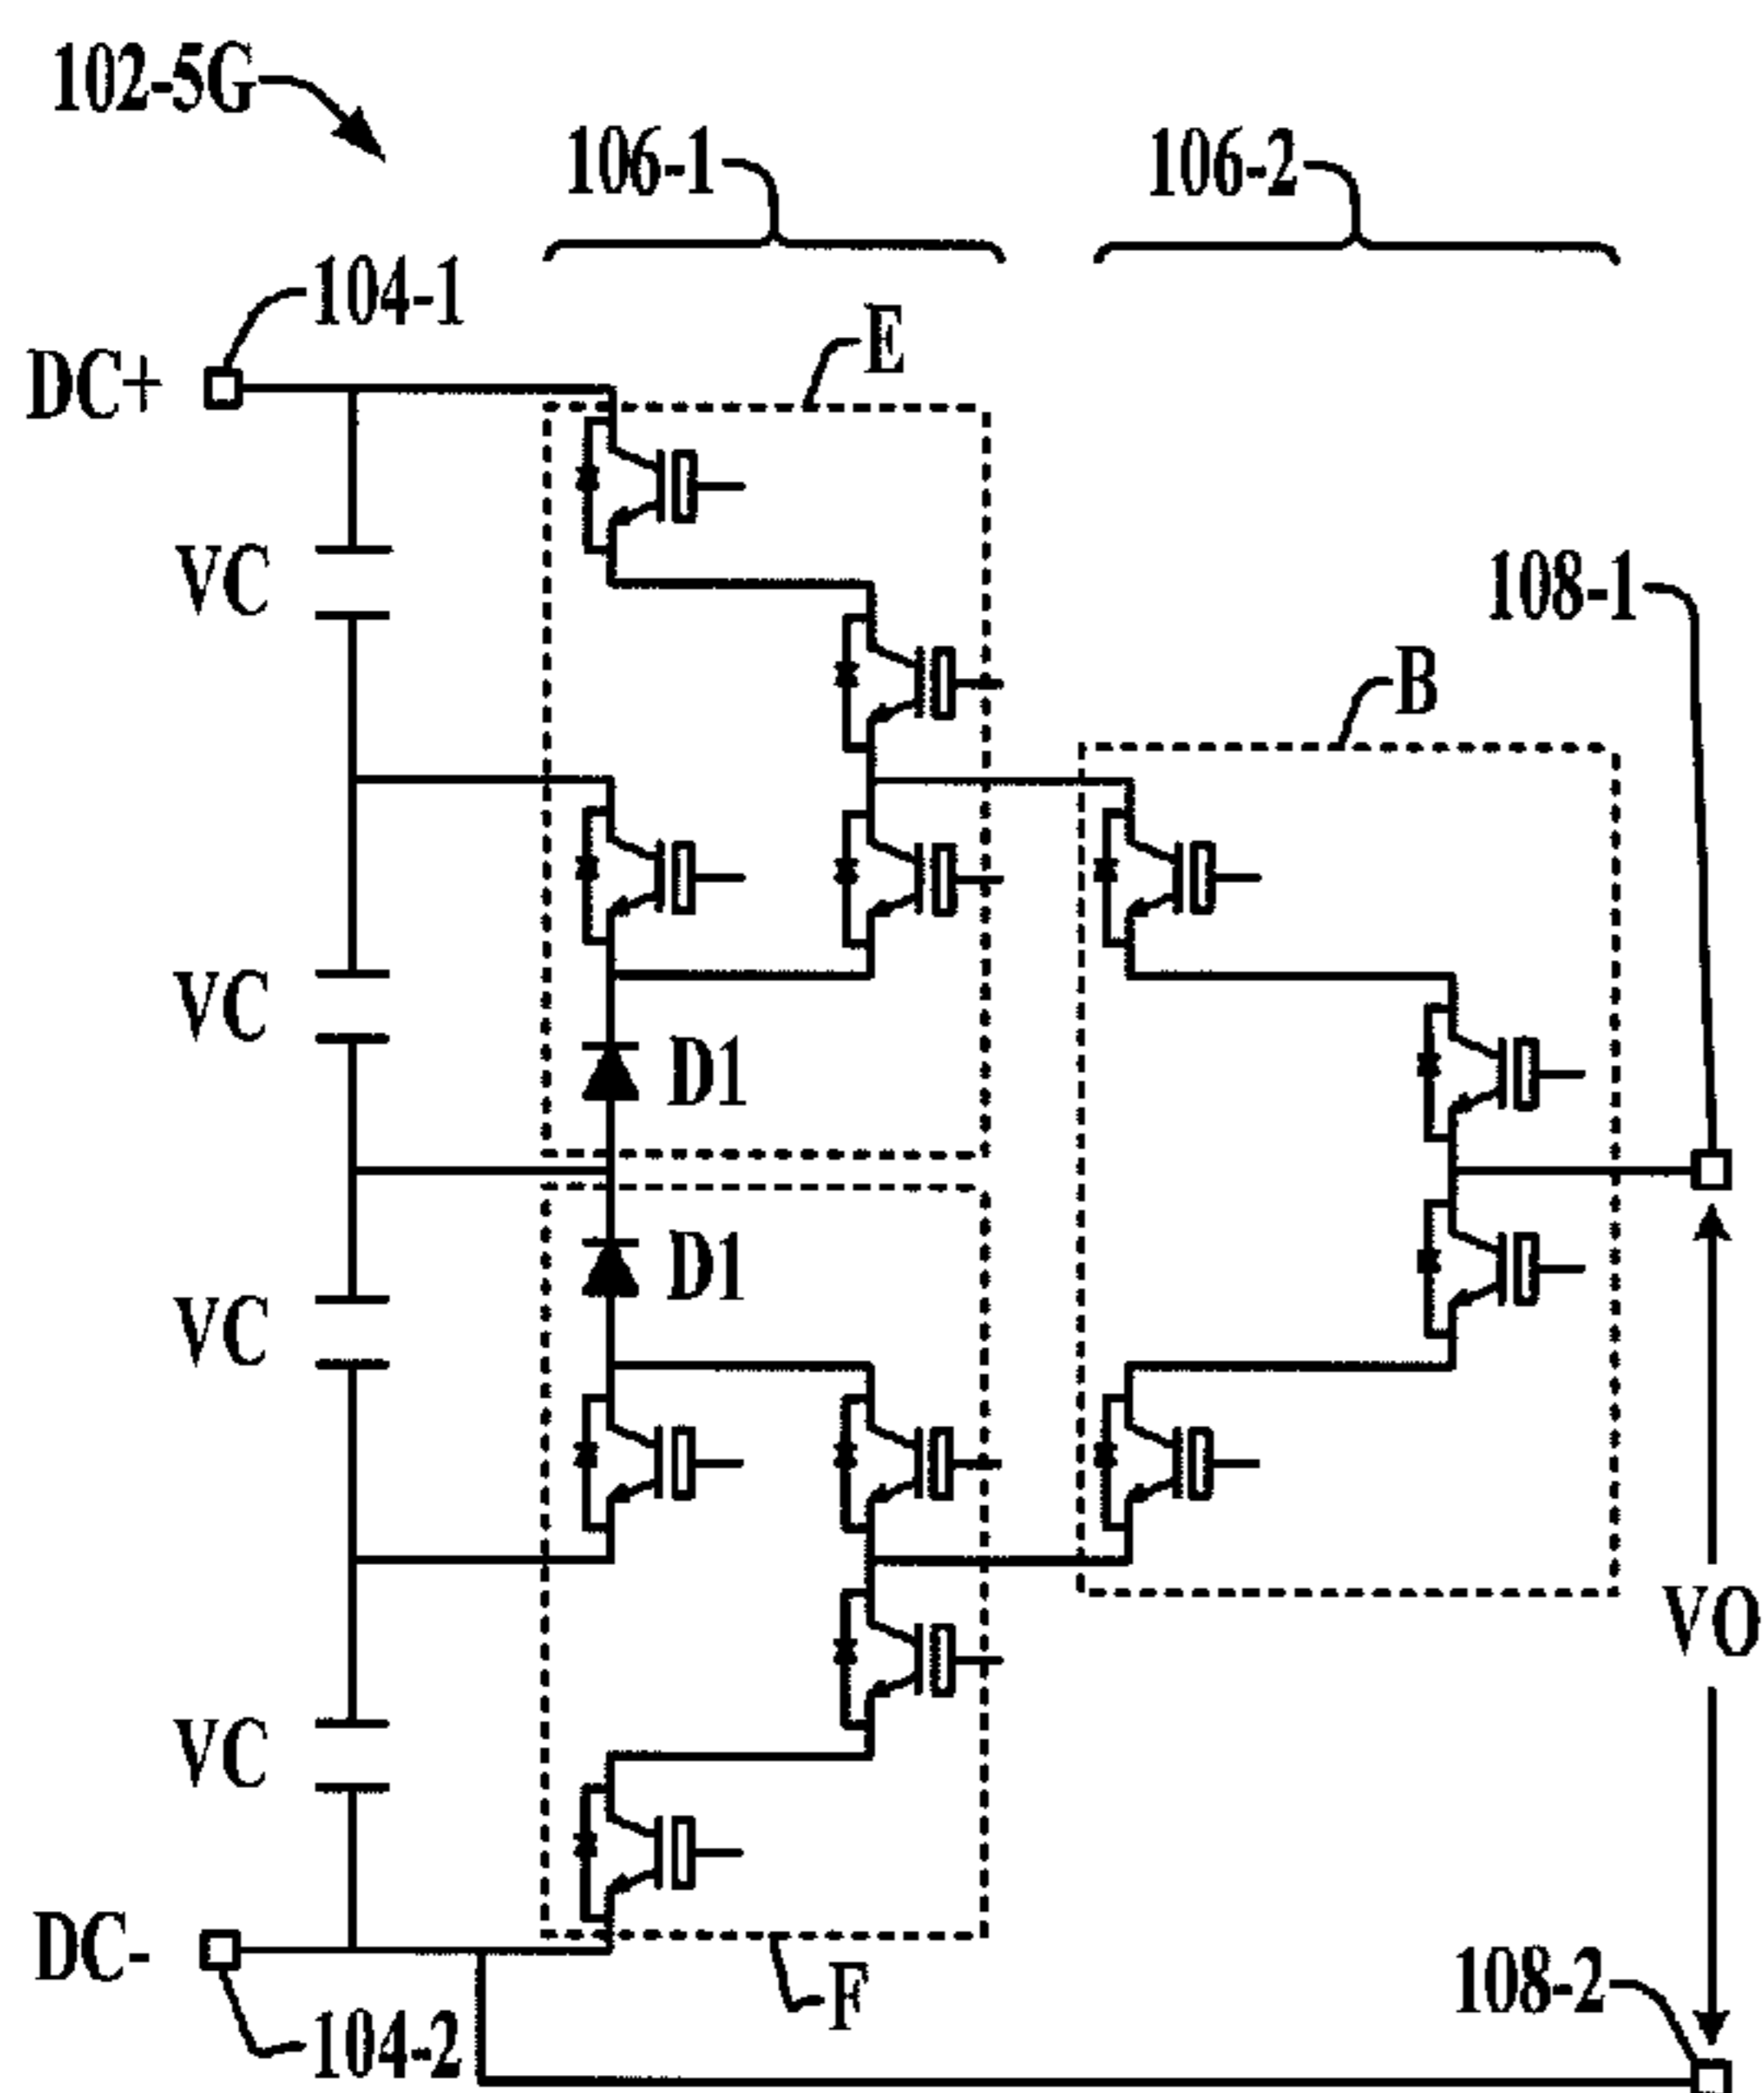 102-5G
106-1
106-2
104-1
E
DC+
VC
108-1
B
VC
D1
D1
VC
VO
VC
DC-
F
108-2
104-2